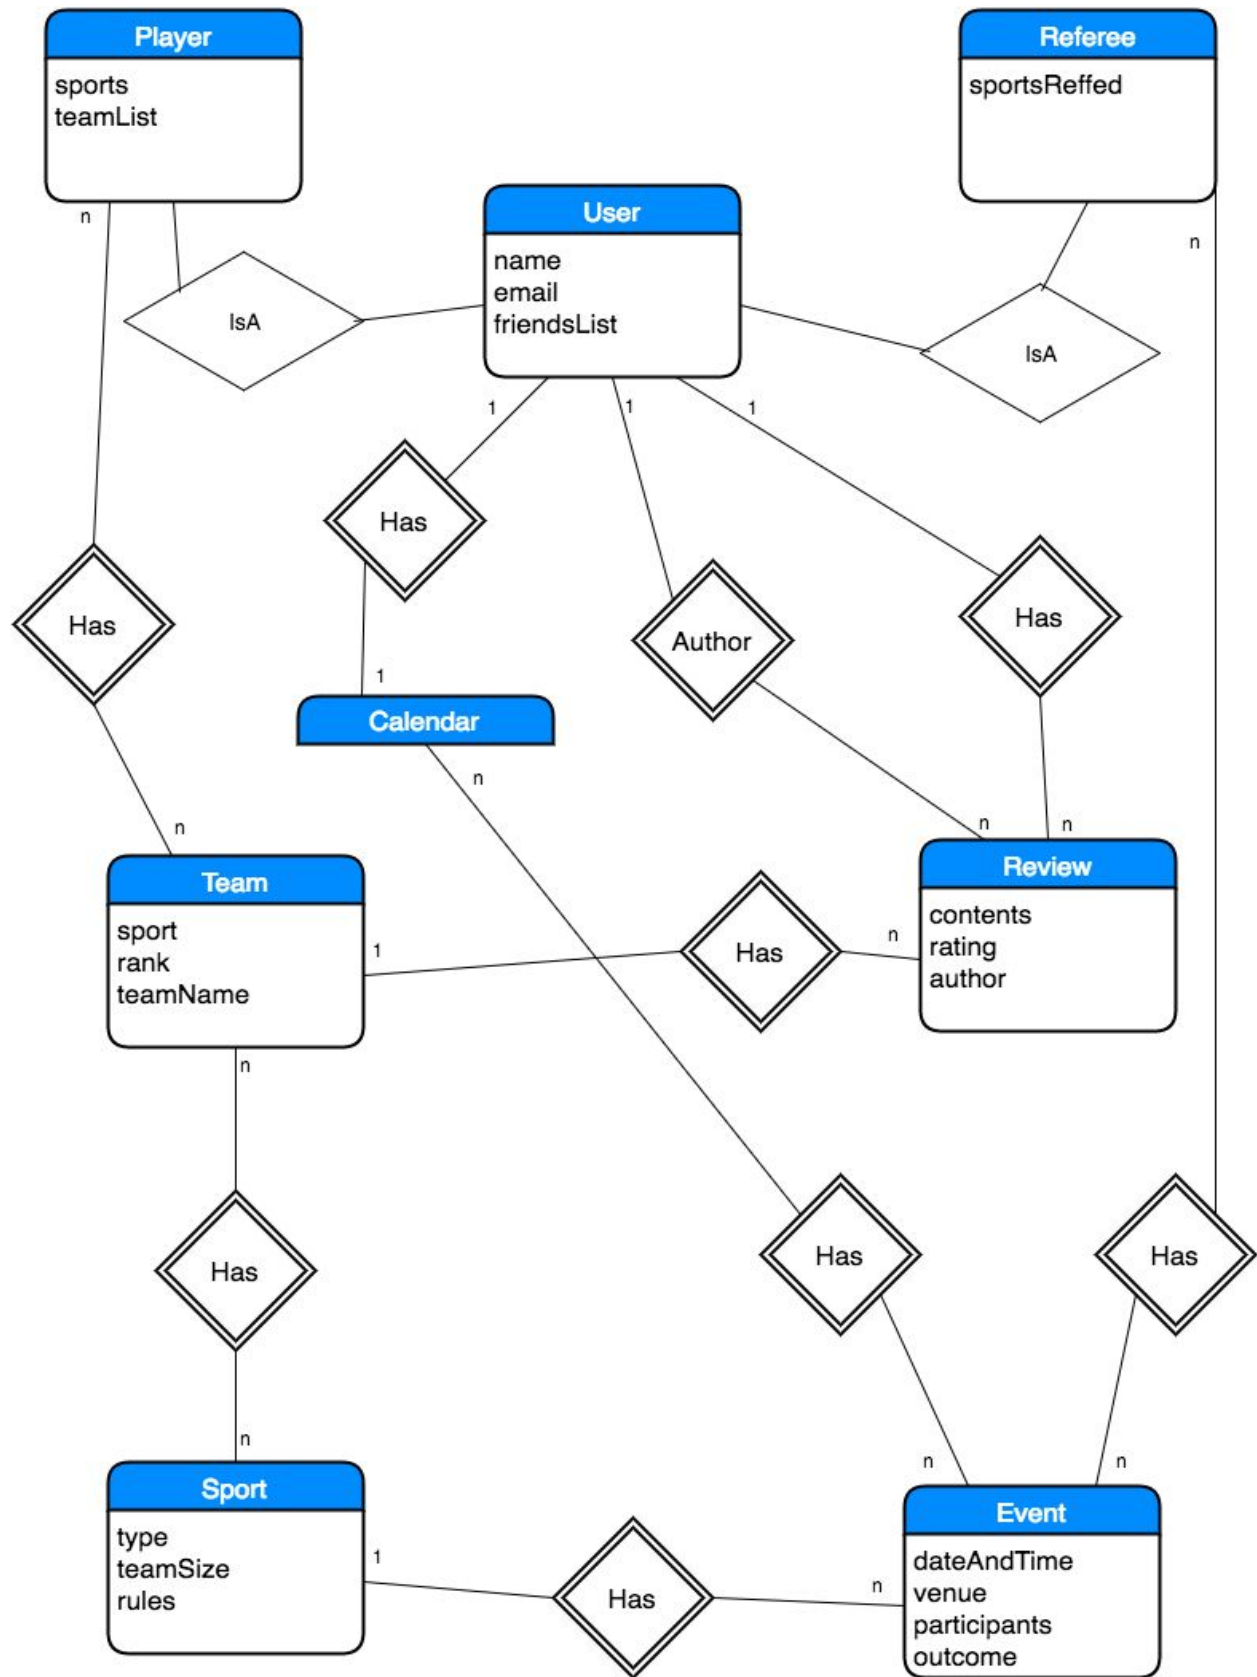 Player
sports
teamList
Referee
sportsReffed
n
User
name
email
friendsList
n
IsA
IsA
1
1
1
Has
Has
Author
Has
1
Calendar
n
n
n
n
Team
sport
rank
teamName
Review
contents
rating
author
1
Has
n
n
Has
Has
Has
n
n
n
Sport
type
teamSize
rules
1
Has
n
Event
dateAndTime
venue
participants
outcome